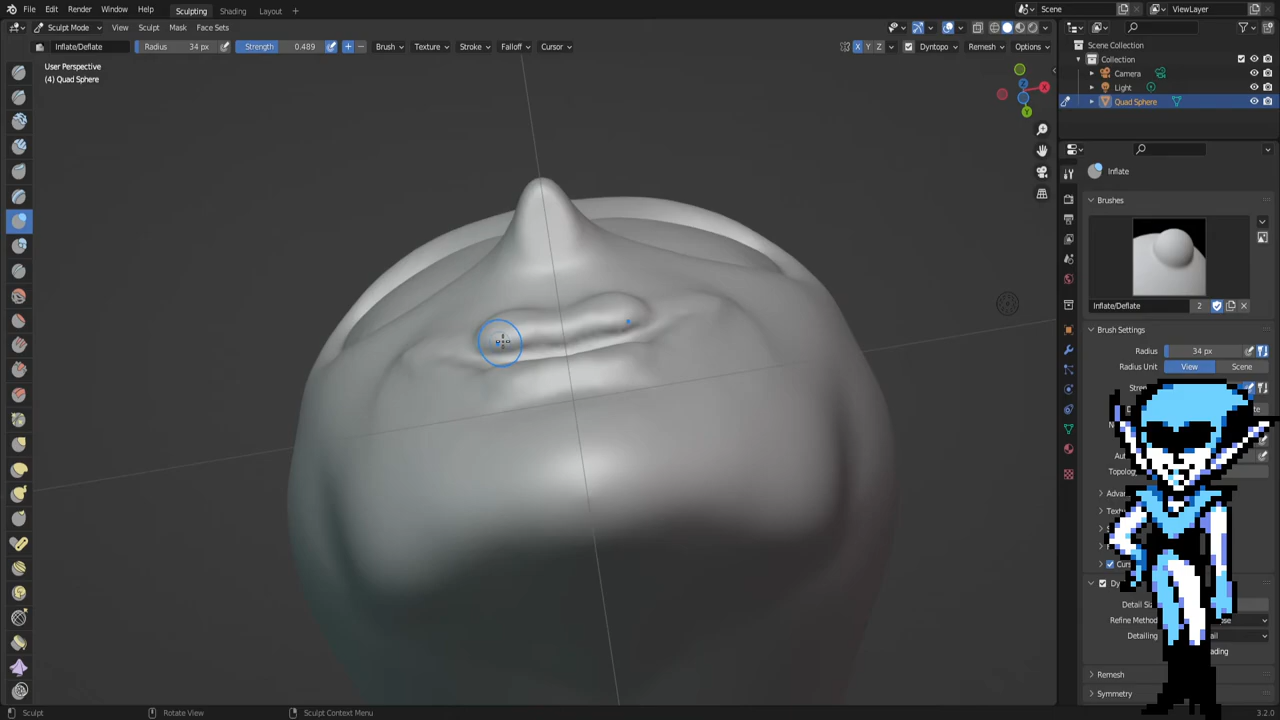 File Edit Render Window Help Sculpting Shading Layout + Scene ViewLayer
Sculpt Mode View Sculpt Mask Face Sets X Y Z Dyntopo Remesh Options
Inflate/Deflate Radius 34 px Strength 0.489 + − Brush Texture Stroke Falloff Cursor
User Perspective
(4) Quad Sphere
Z
X
Y
Scene Collection
Collection
Camera
Light
Quad Sphere
Inflate
Brushes
Inflate/Deflate 2
Brush Settings
Radius 34 px
Radius Unit View Scene
Topolog
Remesh
Symmetry
Refine Method
Detailing
Sculpt Rotate View Sculpt Context Menu 3.2.0